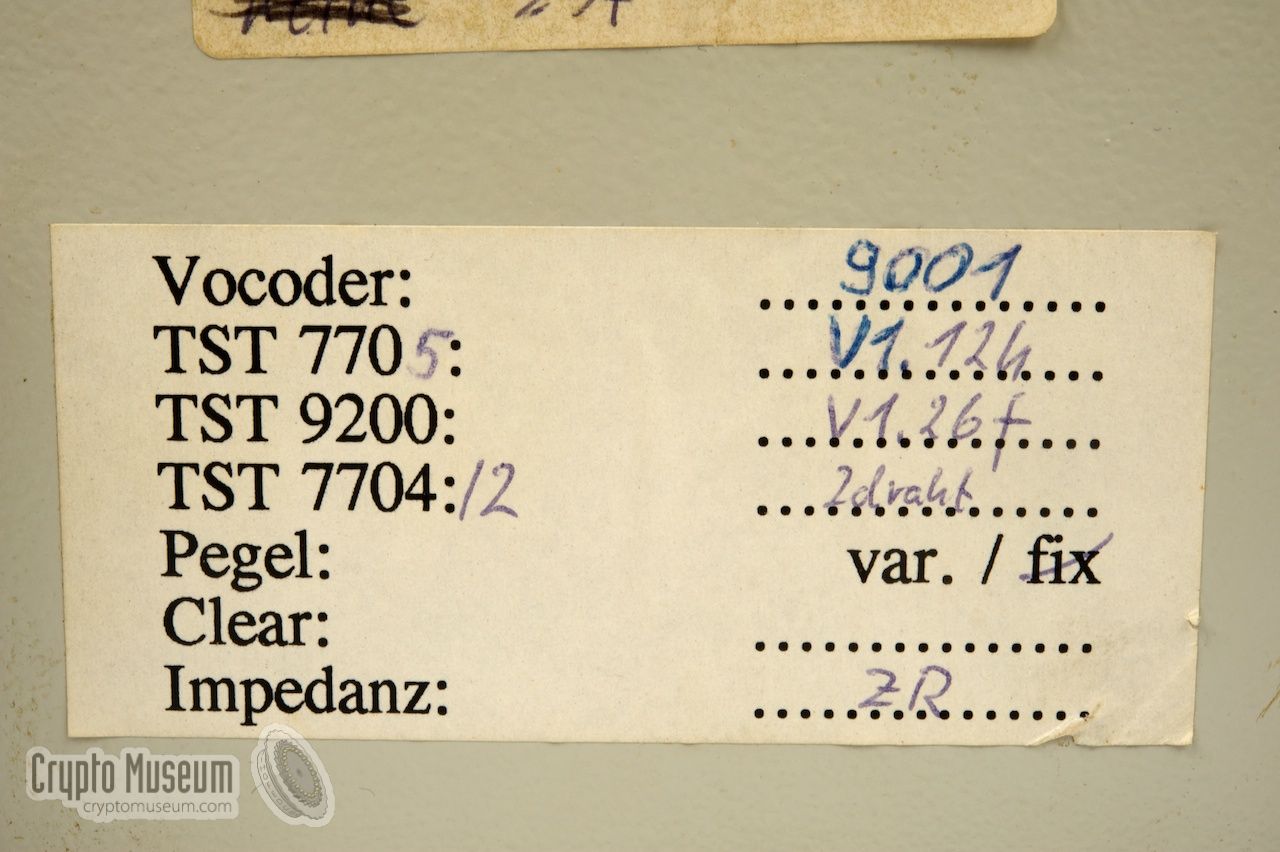 Vocoder: 9001
TST 7705: V1.12h
TST 9200: V1.26f
TST 7704:/2 2draht
Pegel: var. / fix
Clear: ..............
Impedanz: ZR
Crypto Museum
cryptomuseum.com